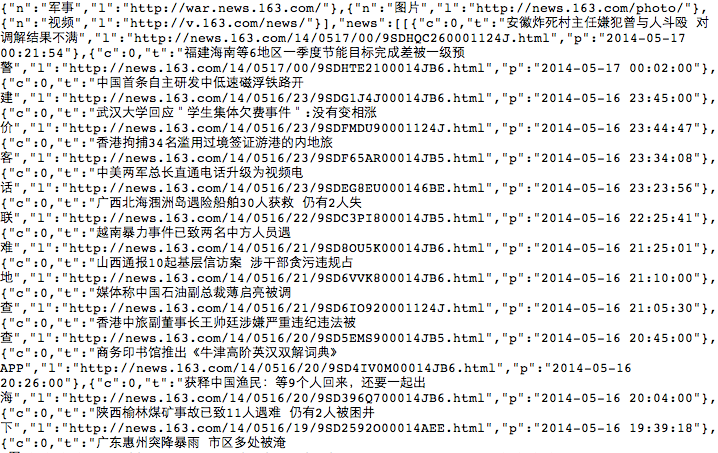 {"n":"军事","l":"http://war.news.163.com/"},{"n":"图片","l":"http://news.163.com/photo/"},
{"n":"视频","l":"http://v.163.com/news/"}],"news":[[{"c":0,"t":"安徽炸死村主任嫌犯曾与人斗殴 对
调解结果不满","l":"http://news.163.com/14/0517/00/9SDHQC260001124J.html","p":"2014-05-17
00:21:54"},{"c":0,"t":"福建海南等6地区一季度节能目标完成差被一级预
警","l":"http://news.163.com/14/0517/00/9SDHTE2100014JB6.html","p":"2014-05-17 00:02:00"},
{"c":0,"t":"中国首条自主研发中低速磁浮铁路开
建","l":"http://news.163.com/14/0516/23/9SDG1J4J00014JB6.html","p":"2014-05-16 23:45:00"},
{"c":0,"t":"武汉大学回应＂学生集体欠费事件＂:没有变相涨
价","l":"http://news.163.com/14/0516/23/9SDFMDU90001124J.html","p":"2014-05-16 23:44:47"},
{"c":0,"t":"香港拘捕34名滥用过境签证游港的内地旅
客","l":"http://news.163.com/14/0516/23/9SDF65AR00014JB5.html","p":"2014-05-16 23:34:08"},
{"c":0,"t":"中美两军总长直通电话升级为视频电
话","l":"http://news.163.com/14/0516/23/9SDEG8EU000146BE.html","p":"2014-05-16 23:23:56"},
{"c":0,"t":"广西北海涠洲岛遇险船舶30人获救 仍有2人失
联","l":"http://news.163.com/14/0516/22/9SDC3PI800014JB5.html","p":"2014-05-16 22:25:41"},
{"c":0,"t":"越南暴力事件已致两名中方人员遇
难","l":"http://news.163.com/14/0516/21/9SD8OU5K00014JB6.html","p":"2014-05-16 21:25:01"},
{"c":0,"t":"山西通报10起基层信访案 涉干部贪污违规占
地","l":"http://news.163.com/14/0516/21/9SD6VVK800014JB6.html","p":"2014-05-16 21:10:00"},
{"c":0,"t":"媒体称中国石油副总裁薄启亮被调
查","l":"http://news.163.com/14/0516/21/9SD6IO920001124J.html","p":"2014-05-16 21:05:30"},
{"c":0,"t":"香港中旅副董事长王帅廷涉嫌严重违纪违法被
查","l":"http://news.163.com/14/0516/20/9SD5EMS900014JB5.html","p":"2014-05-16 20:45:00"},
{"c":0,"t":"商务印书馆推出《牛津高阶英汉双解词典》
APP","l":"http://news.163.com/14/0516/20/9SD4IV0M00014JB6.html","p":"2014-05-16
20:26:00"},{"c":0,"t":"获释中国渔民：等9个人回来，还要一起出
海","l":"http://news.163.com/14/0516/20/9SD396Q700014JB6.html","p":"2014-05-16 20:04:00"},
{"c":0,"t":"陕西榆林煤矿事故已致11人遇难 仍有2人被困井
下","l":"http://news.163.com/14/0516/19/9SD2592O00014AEE.html","p":"2014-05-16 19:39:18"},
{"c":0,"t":"广东惠州突降暴雨 市区多处被淹